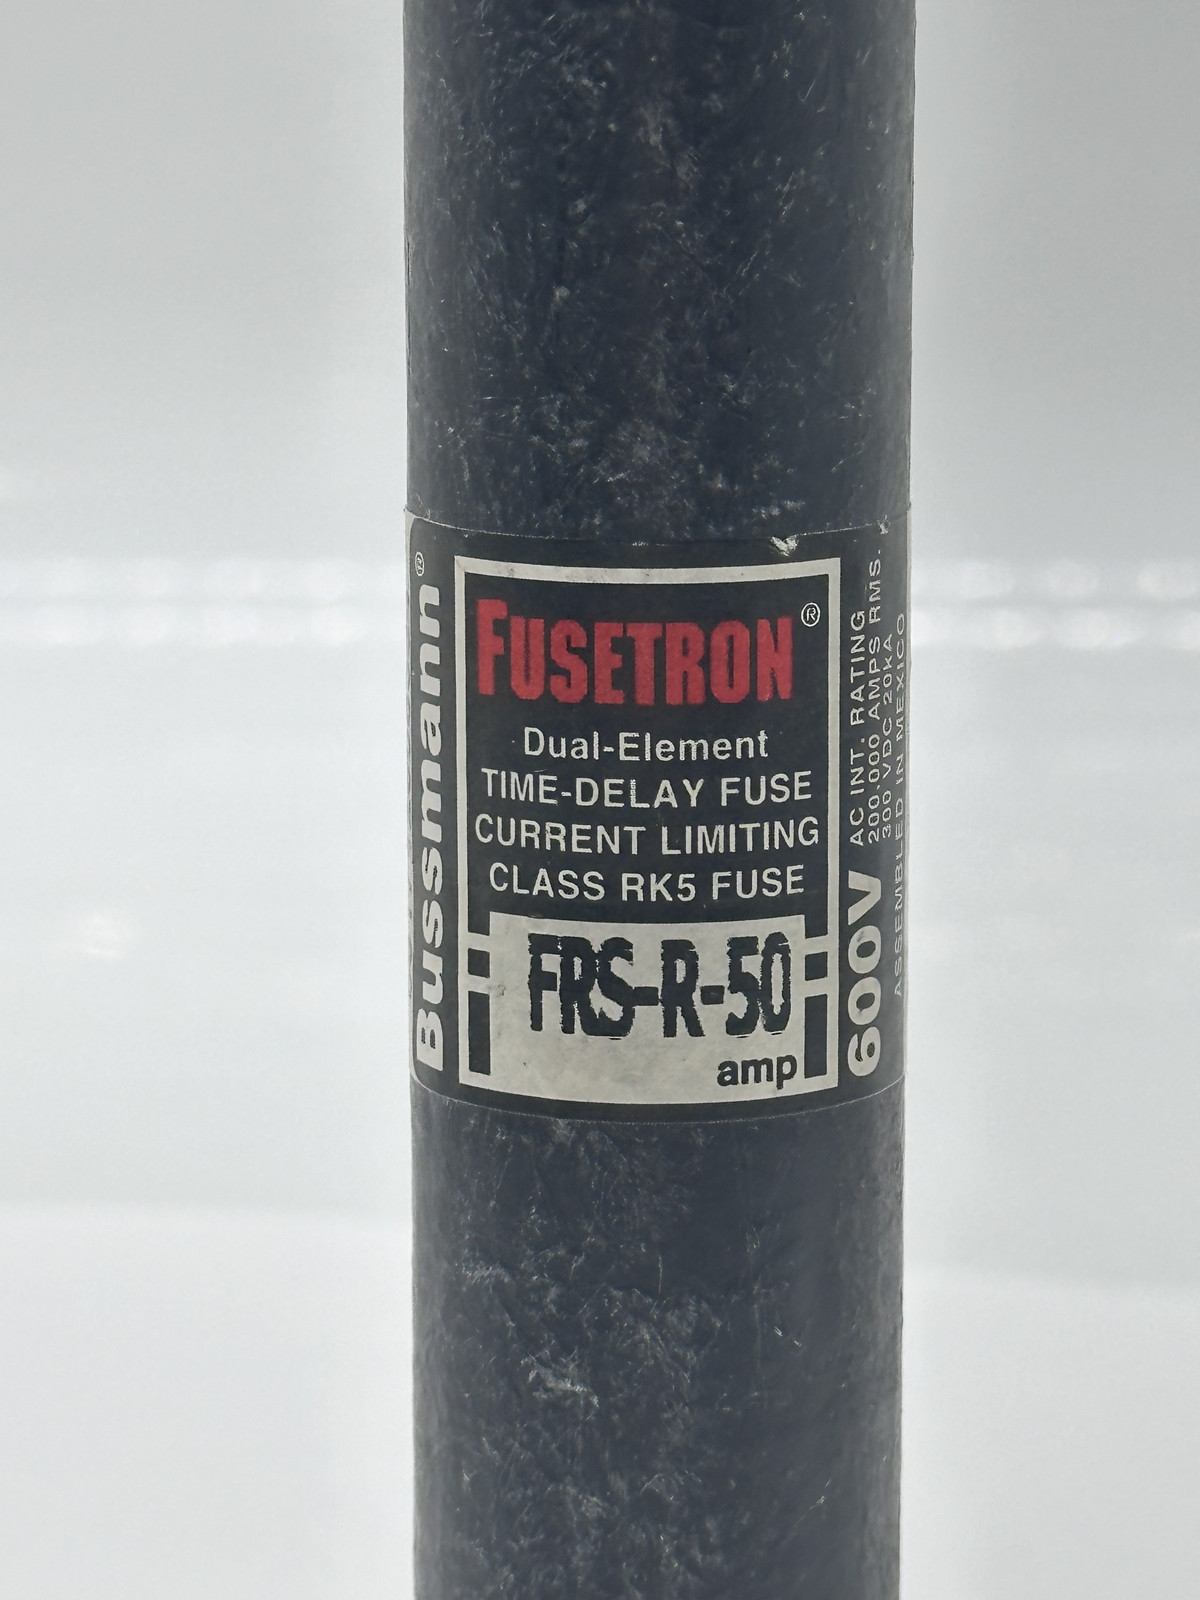 Bussmann®
FUSETRON®
Dual-Element
TIME-DELAY FUSE
CURRENT LIMITING
CLASS RK5 FUSE
FRS-R-50
amp
600V
AC INT. RATING
200,000 AMPS RMS.
300 VDC 20kA
ASSEMBLED IN MEXICO